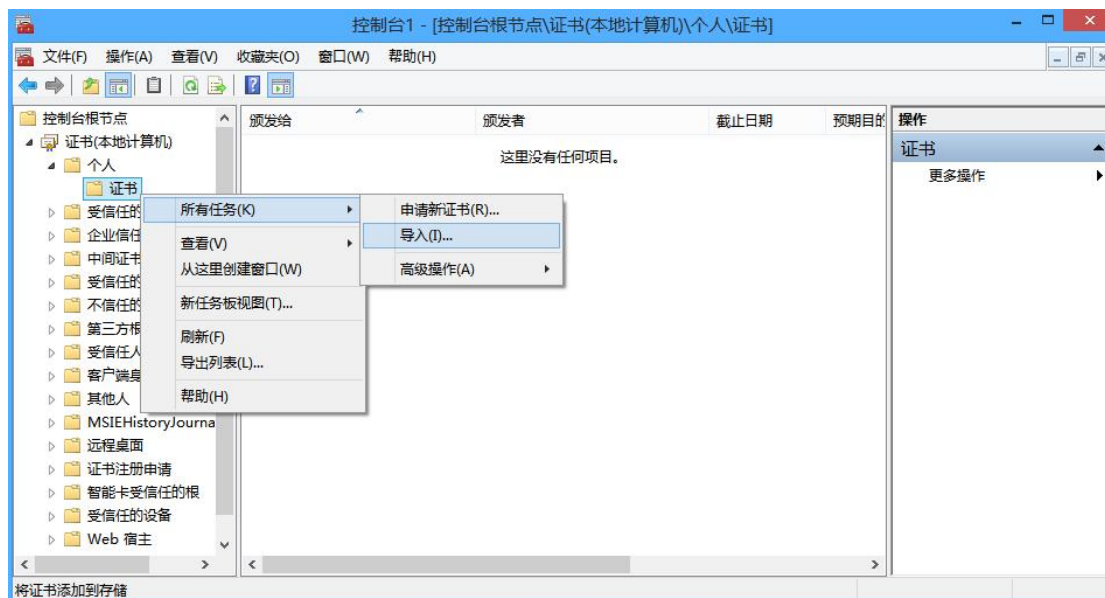 控制台1 - [控制台根节点\证书(本地计算机)\个人\证书]
文件(F) 操作(A) 查看(V) 收藏夹(O) 窗口(W) 帮助(H)
控制台根节点
证书(本地计算机)
个人
证书
受信任的
企业信任
中间证书
受信任的
不信任的
第三方根
受信任人
客户端身
其他人
MSIEHistoryJourna
远程桌面
证书注册申请
智能卡受信任的根
受信任的设备
Web 宿主
颁发给 颁发者 截止日期 预期目的
这里没有任何项目。
所有任务(K)
查看(V)
从这里创建窗口(W)
新任务板视图(T)...
刷新(F)
导出列表(L)...
帮助(H)
申请新证书(R)...
导入(I)...
高级操作(A)
操作
证书
更多操作
将证书添加到存储